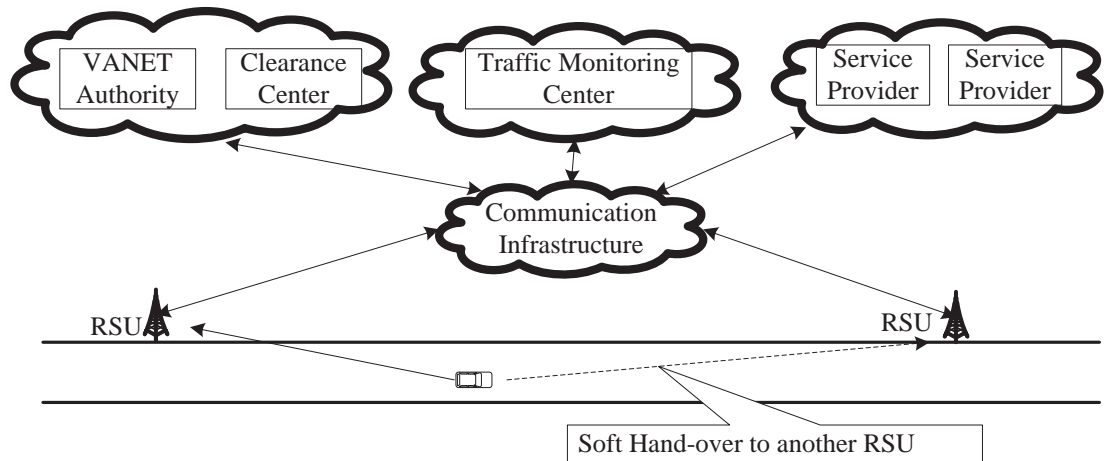 VANET
Authority
Clearance
Center
Traffic Monitoring
Center
Service
Provider
Service
Provider
Communication
Infrastructure
RSU
RSU
Soft Hand-over to another RSU